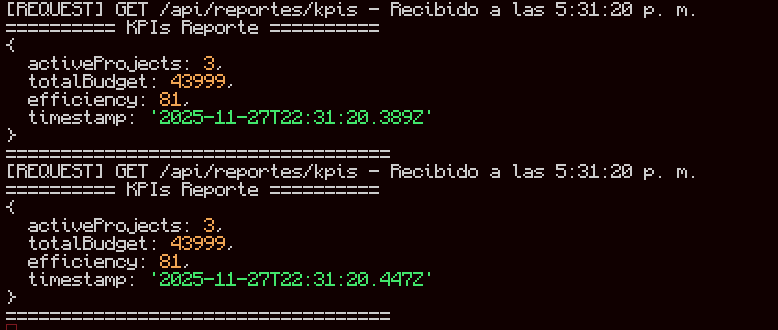 [REQUEST] GET /api/reportes/kpis - Recibido a las 5:31:20 p. m.
========== KPIs Reporte ==========
{
  activeProjects: 3,
  totalBudget: 43999,
  efficiency: 81,
  timestamp: '2025-11-27T22:31:20.389Z'
}
===================================
[REQUEST] GET /api/reportes/kpis - Recibido a las 5:31:20 p. m.
========== KPIs Reporte ==========
{
  activeProjects: 3,
  totalBudget: 43999,
  efficiency: 81,
  timestamp: '2025-11-27T22:31:20.447Z'
}
===================================